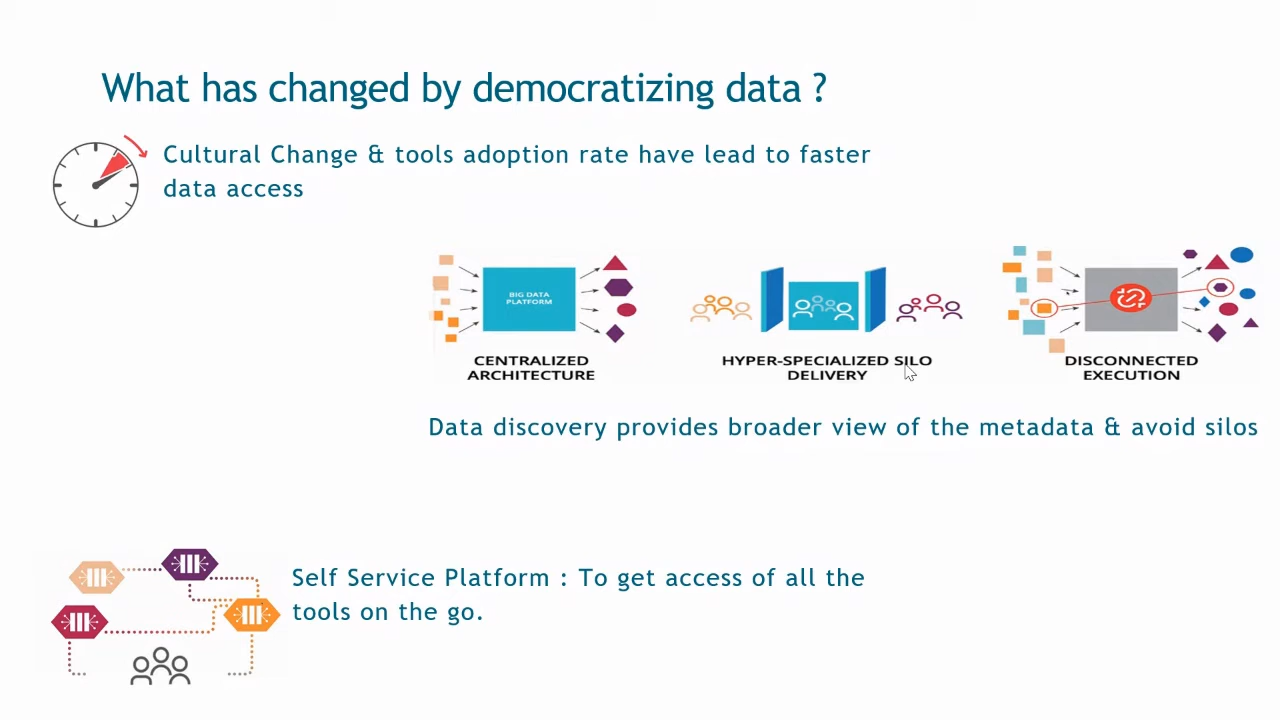 What has changed by democratizing data ?
Cultural Change & tools adoption rate have lead to faster
data access
BIG DATA
PLATFORM
CENTRALIZED
ARCHITECTURE
HYPER-SPECIALIZED SILO
DELIVERY
DISCONNECTED
EXECUTION
Data discovery provides broader view of the metadata & avoid silos
Self Service Platform : To get access of all the
tools on the go.